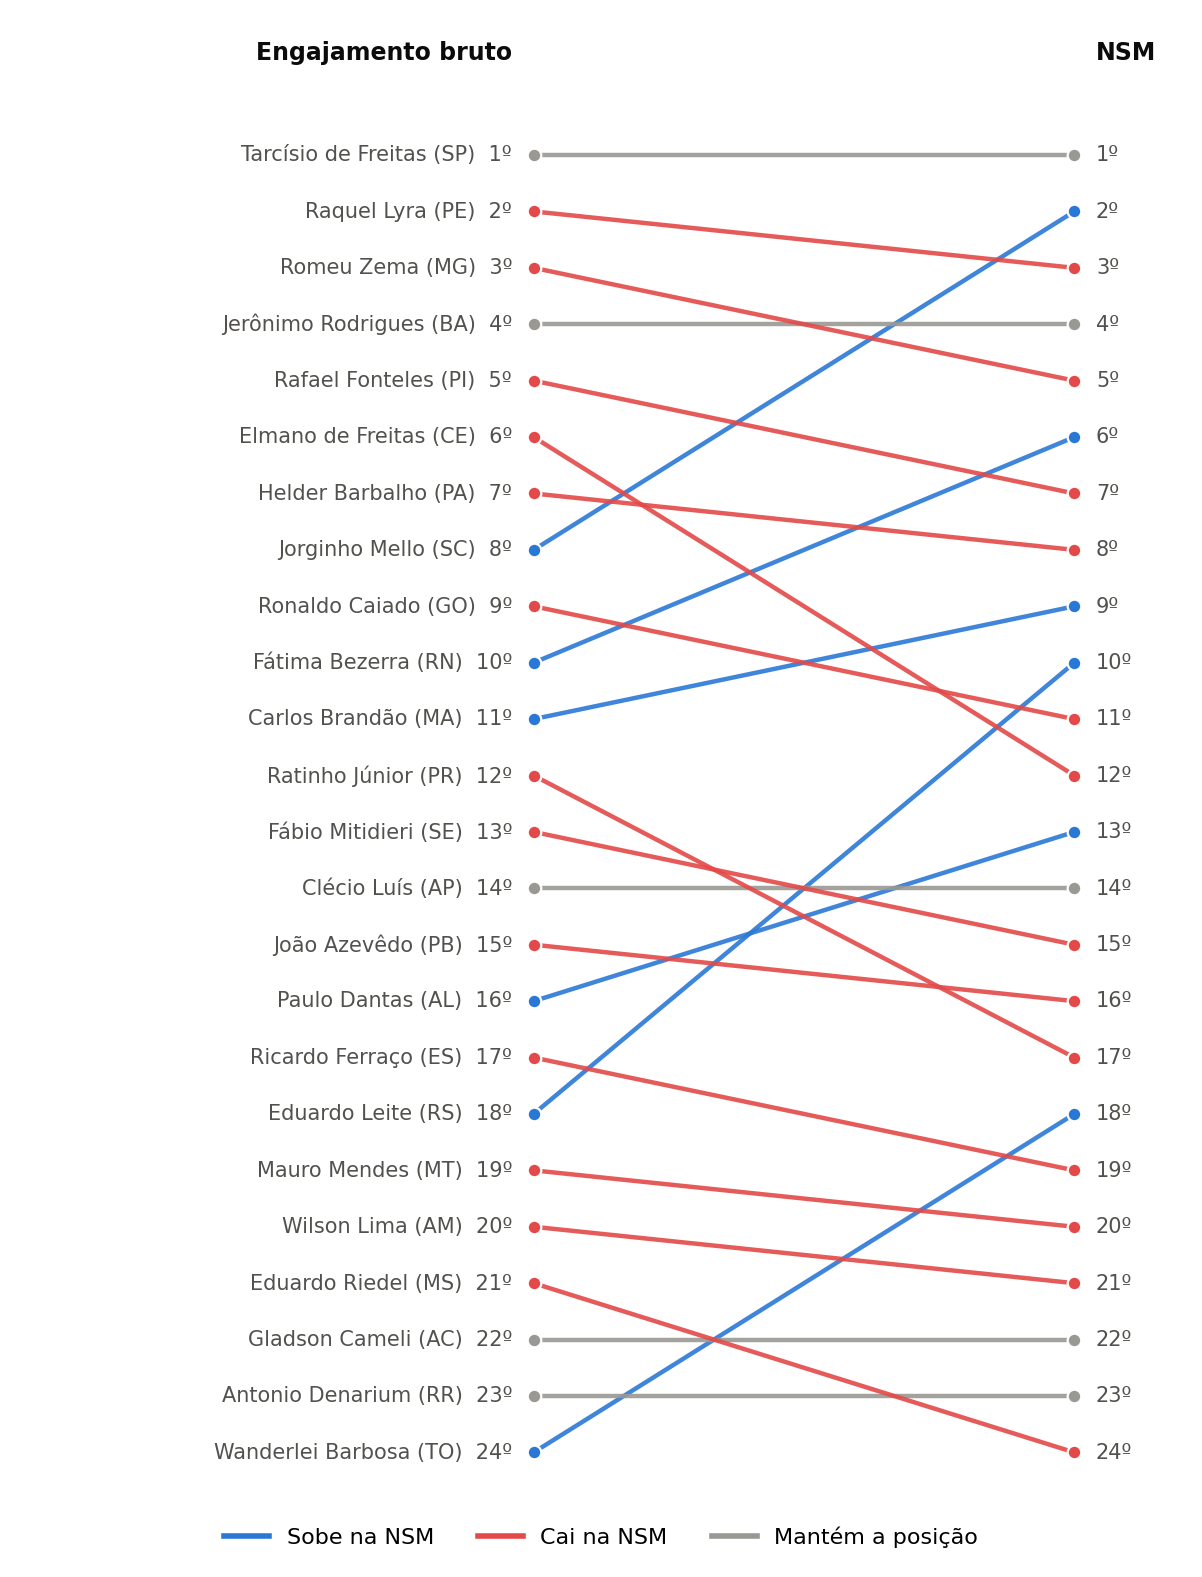 Engajamento bruto NSM
Tarcísio de Freitas (SP) 1º 1º
Raquel Lyra (PE) 2º 2º
Romeu Zema (MG) 3º 3º
Jerônimo Rodrigues (BA) 4º 4º
Rafael Fonteles (PI) 5º 5º
Elmano de Freitas (CE) 6º 6º
Helder Barbalho (PA) 7º 7º
Jorginho Mello (SC) 8º 8º
Ronaldo Caiado (GO) 9º 9º
Fátima Bezerra (RN) 10º 10º
Carlos Brandão (MA) 11º 11º
Ratinho Júnior (PR) 12º 12º
Fábio Mitidieri (SE) 13º 13º
Clécio Luís (AP) 14º 14º
João Azevêdo (PB) 15º 15º
Paulo Dantas (AL) 16º 16º
Ricardo Ferraço (ES) 17º 17º
Eduardo Leite (RS) 18º 18º
Mauro Mendes (MT) 19º 19º
Wilson Lima (AM) 20º 20º
Eduardo Riedel (MS) 21º 21º
Gladson Cameli (AC) 22º 22º
Antonio Denarium (RR) 23º 23º
Wanderlei Barbosa (TO) 24º 24º
Sobe na NSM Cai na NSM Mantém a posição